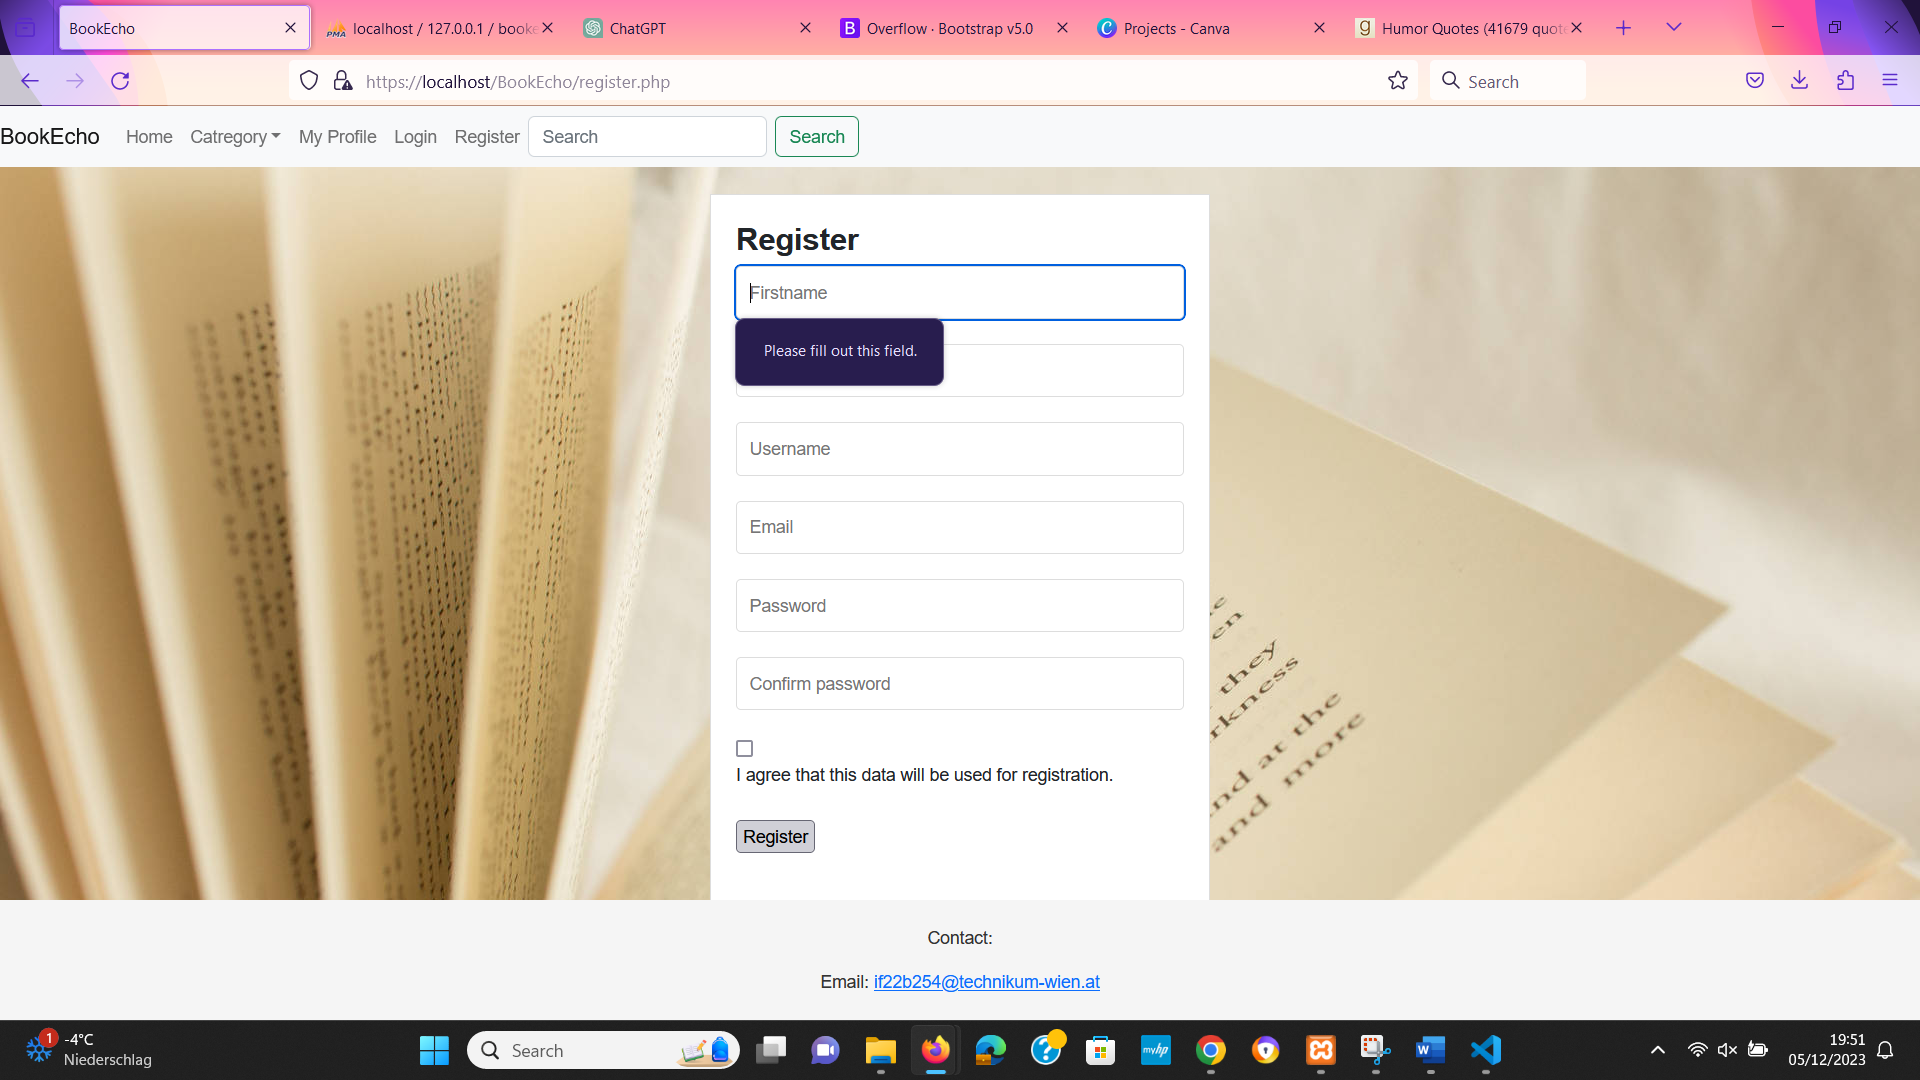 BookEcho
localhost / 127.0.0.1 / booke
ChatGPT
Overflow · Bootstrap v5.0
Projects - Canva
Humor Quotes (41679 quot
https://localhost/BookEcho/register.php
Search
BookEcho
Home
Catregory
My Profile
Login
Register
Search
Search
Register
Firstname
Please fill out this field.
Username
Email
Password
Confirm password
I agree that this data will be used for registration.
Register
they
and at the
and more
Contact:
Email: if22b254@technikum-wien.at
1
-4°C
Niederschlag
Search
myhp
19:51
05/12/2023